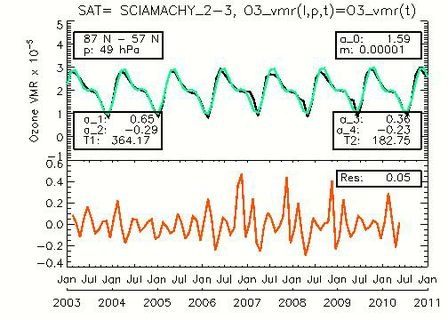 SAT= SCIAMACHY_2-3, O3_vmr(l,p,t)=O3_vmr(t)
5
87 N - 57 N
p: 49 hPa
a_0: 1.59
m: 0.00001
4
3
2
1
0
-1
Ozone VMR x 10-6
a_1: 0.65
a_2: -0.29
T1: 364.17
a_3: 0.36
a_4: -0.23
T2: 182.75
0.6
0.4
0.2
0.0
-0.2
-0.4
Res: 0.05
Jan Jul Jan Jul Jan Jul Jan Jul Jan Jul Jan Jul Jan Jul Jan Jul Jan
2003 2004 2005 2006 2007 2008 2009 2010 2011